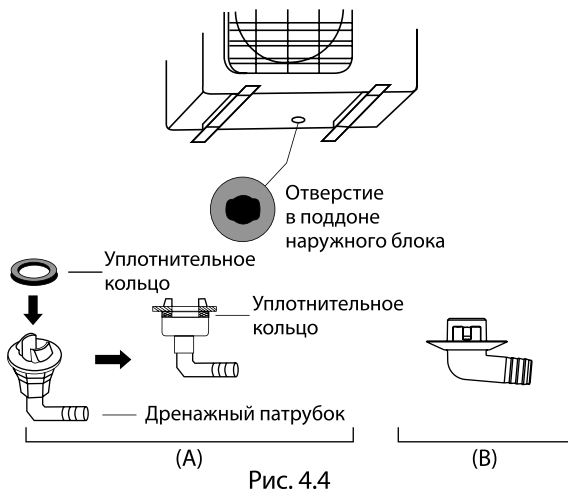 Отверстие
в поддоне
наружного блока
Уплотнительное
кольцо
Уплотнительное
кольцо
Дренажный патрубок
(A)
(B)
Рис. 4.4